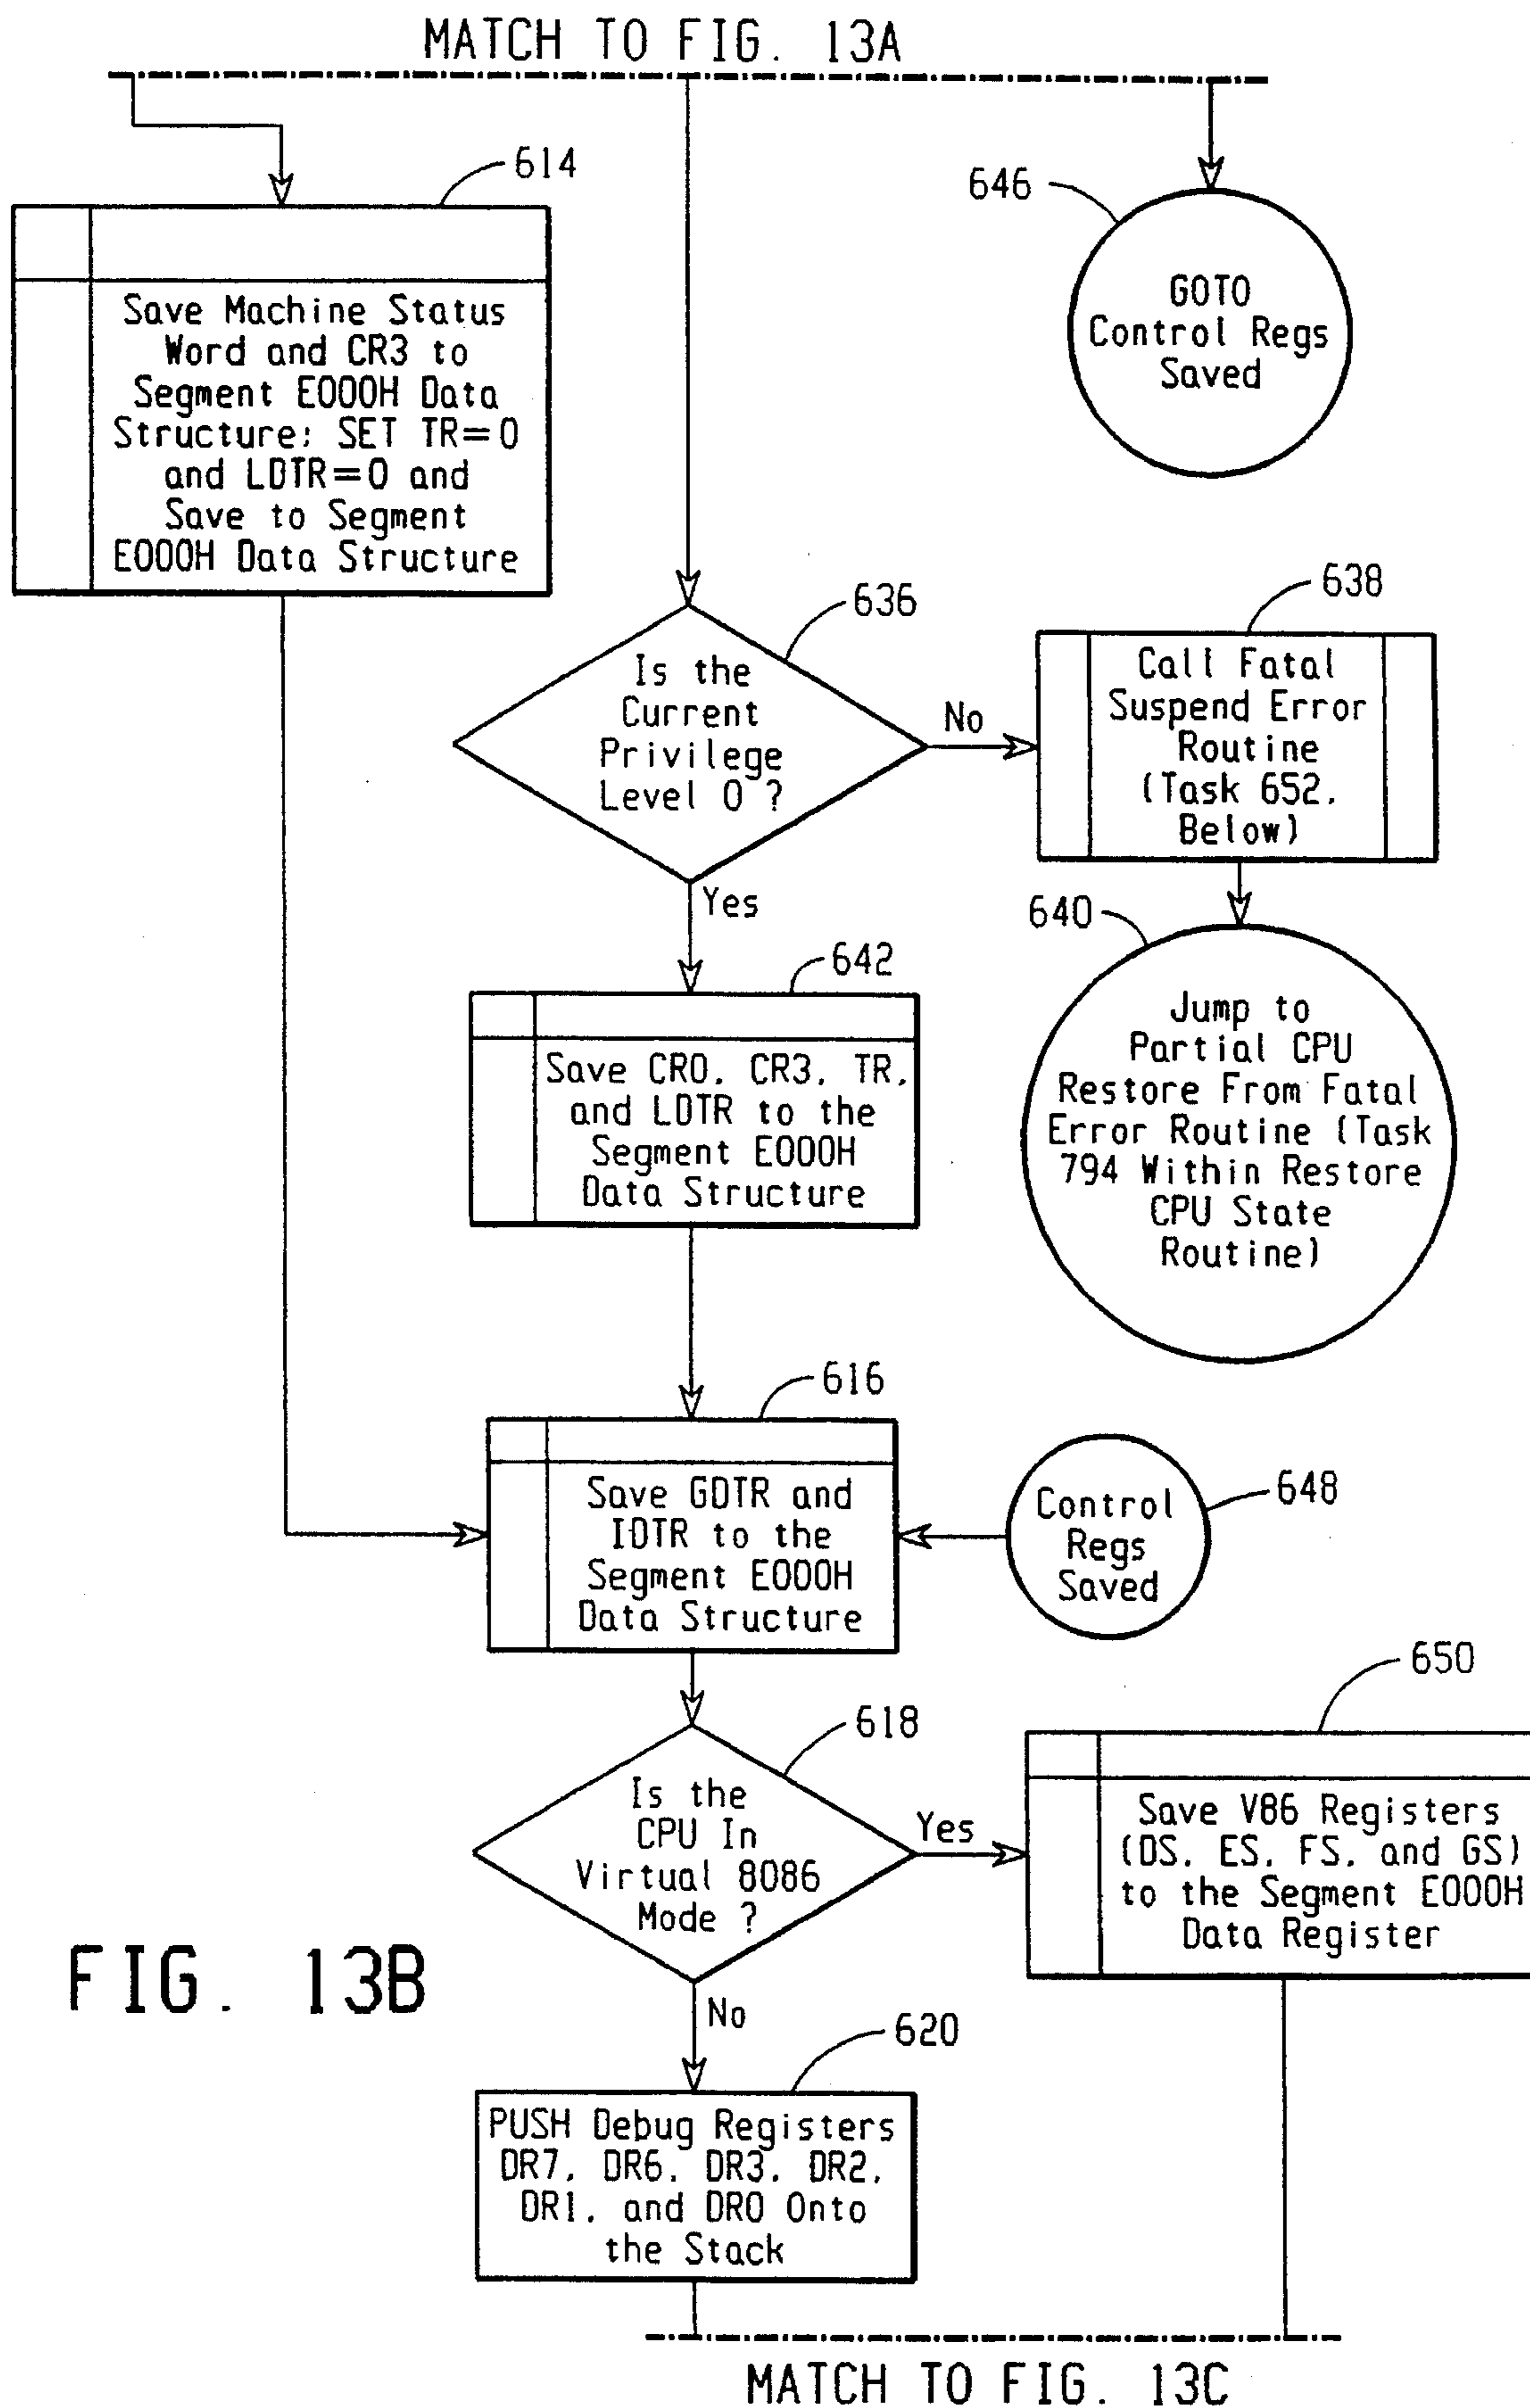 MATCH TO FIG. 13A
614
Save Machine Status
Word and CR3 to
Segment E000H Data
Structure; SET TR=0
and LDTR=0 and
Save to Segment
E000H Data Structure
646
GOTO
Control Regs
Saved
636
Is the
Current
Privilege
Level 0 ?
No
Yes
638
Call Fatal
Suspend Error
Routine
(Task 652,
Below)
640
Jump to
Partial CPU
Restore From Fatal
Error Routine (Task
794 Within Restore
CPU State
Routine)
642
Save CR0, CR3, TR,
and LDTR to the
Segment E000H
Data Structure
616
Save GDTR and
IDTR to the
Segment E000H
Data Structure
648
Control
Regs
Saved
618
Is the
CPU In
Virtual 8086
Mode ?
Yes
No
650
Save V86 Registers
(DS, ES, FS, and GS)
to the Segment E000H
Data Register
FIG. 13B
620
PUSH Debug Registers
DR7, DR6, DR3, DR2,
DR1, and DR0 Onto
the Stack
MATCH TO FIG. 13C